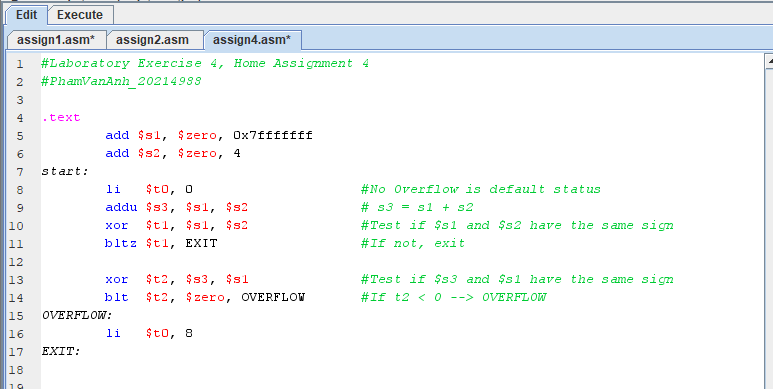 Edit Execute
assign1.asm* assign2.asm assign4.asm*
1 #Laboratory Exercise 4, Home Assignment 4
2 #PhamVanAnh_20214988
3
4 .text
5 add $s1, $zero, 0x7fffffff
6 add $s2, $zero, 4
7 start:
8 li $t0, 0 #No Overflow is default status
9 addu $s3, $s1, $s2 # s3 = s1 + s2
10 xor $t1, $s1, $s2 #Test if $s1 and $s2 have the same sign
11 bltz $t1, EXIT #If not, exit
12
13 xor $t2, $s3, $s1 #Test if $s3 and $s1 have the same sign
14 blt $t2, $zero, OVERFLOW #If t2 < 0 --> OVERFLOW
15 OVERFLOW:
16 li $t0, 8
17 EXIT:
18
19